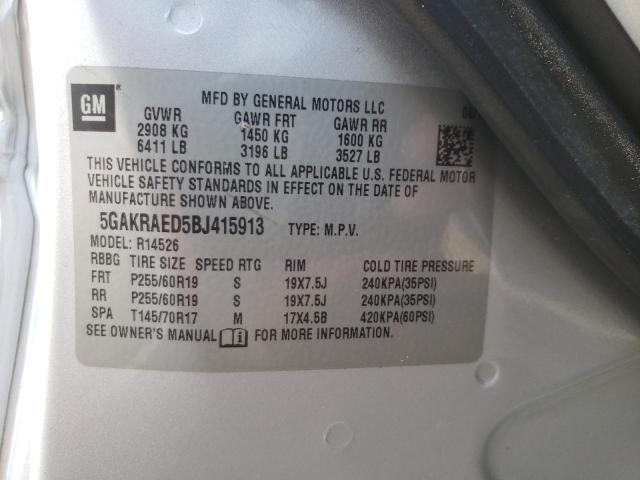 GM
MFD BY GENERAL MOTORS LLC
GVWR GAWR FRT GAWR RR
2908 KG 1450 KG 1600 KG
6411 LB 3196 LB 3527 LB
THIS VEHICLE CONFORMS TO ALL APPLICABLE U.S. FEDERAL MOTOR
VEHICLE SAFETY STANDARDS IN EFFECT ON THE DATE OF
MANUFACTURE SHOWN ABOVE.
5GAKRAED5BJ415913 TYPE: M.P.V.
MODEL: R14526
RBBG TIRE SIZE SPEED RTG RIM COLD TIRE PRESSURE
FRT P255/60R19 S 19X7.5J 240KPA(35PSI)
RR P255/60R19 S 19X7.5J 240KPA(35PSI)
SPA T145/70R17 M 17X4.5B 420KPA(60PSI)
SEE OWNER'S MANUAL i FOR MORE INFORMATION.